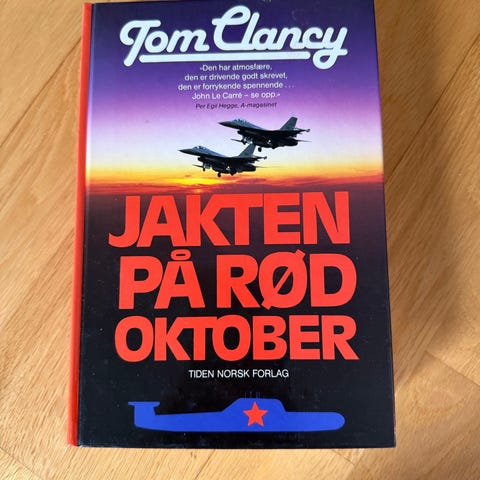 Tom Clancy
«Den har atmosfære,
den er drivende godt skrevet,
den er forrykende spennende . . .
John Le Carré – se opp.»
Per Egil Hegge, A-magasinet
JAKTEN
PÅ RØD
OKTOBER
TIDEN NORSK FORLAG